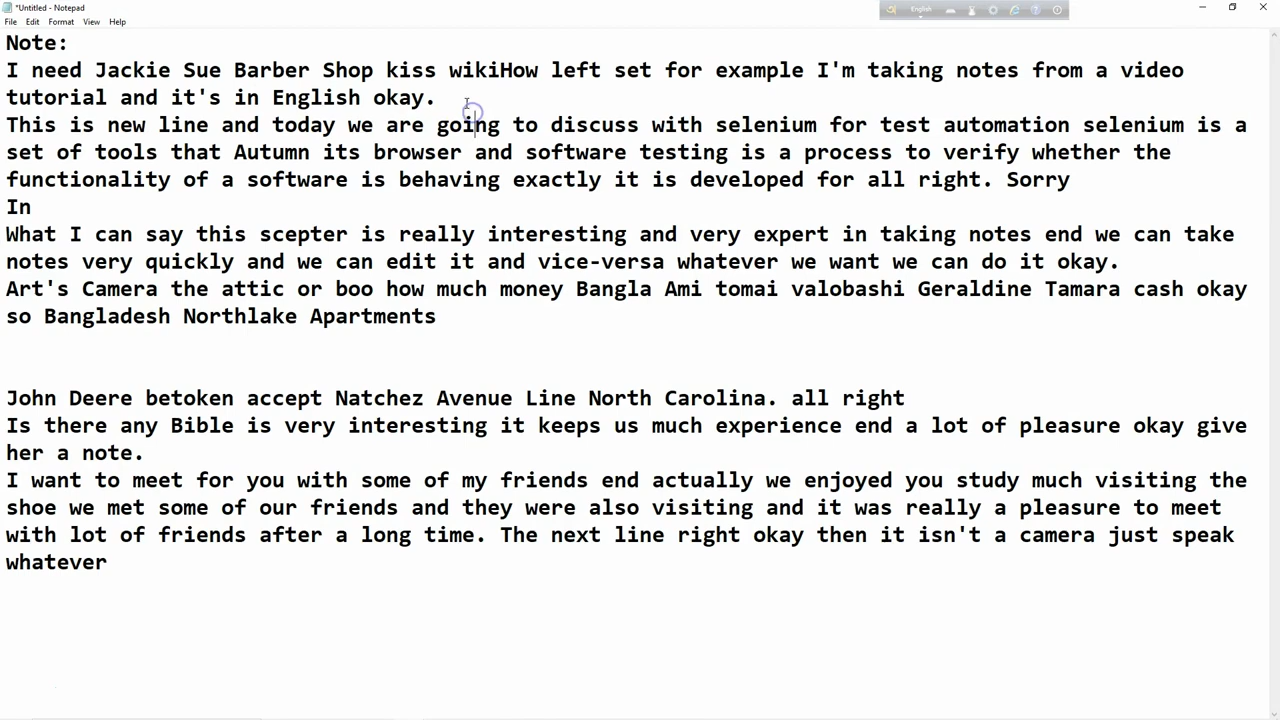 *Untitled - Notepad
English
File Edit Format View Help
Note:
I need Jackie Sue Barber Shop kiss wikiHow left set for example I'm taking notes from a video
tutorial and it's in English okay.
This is new line and today we are going to discuss with selenium for test automation selenium is a
set of tools that Autumn its browser and software testing is a process to verify whether the
functionality of a software is behaving exactly it is developed for all right. Sorry
In
What I can say this scepter is really interesting and very expert in taking notes end we can take
notes very quickly and we can edit it and vice-versa whatever we want we can do it okay.
Art's Camera the attic or boo how much money Bangla Ami tomai valobashi Geraldine Tamara cash okay
so Bangladesh Northlake Apartments
John Deere betoken accept Natchez Avenue Line North Carolina. all right
Is there any Bible is very interesting it keeps us much experience end a lot of pleasure okay give
her a note.
I want to meet for you with some of my friends end actually we enjoyed you study much visiting the
shoe we met some of our friends and they were also visiting and it was really a pleasure to meet
with lot of friends after a long time. The next line right okay then it isn't a camera just speak
whatever